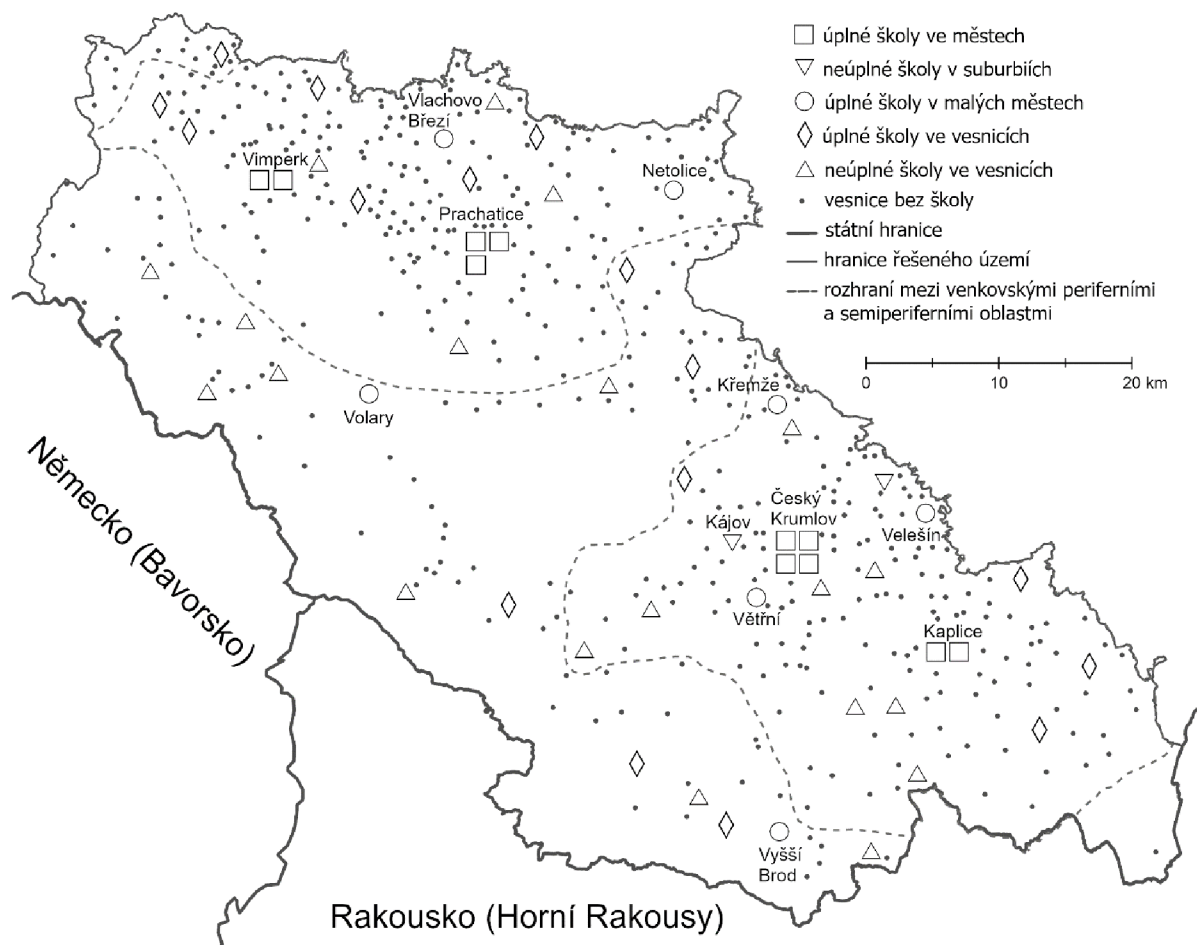 úplné školy ve městech
neúplné školy v suburbiích
úplné školy v malých městech
úplné školy ve vesnicích
neúplné školy ve vesnicích
vesnice bez školy
státní hranice
hranice řešeného území
rozhraní mezi venkovskými periferními
a semiperiferními oblastmi
0
10
20 km
Vlachovo
Březí
Vimperk
Netolice
Prachatice
Volary
Křemže
Český
Krumlov
Kájov
Velešín
Větřní
Kaplice
Vyšší
Brod
Německo (Bavorsko)
Rakousko (Horní Rakousy)